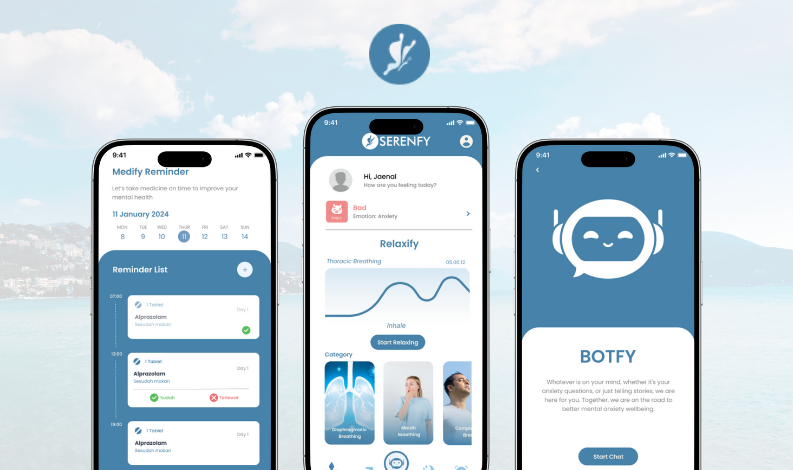 9:41
Medify Reminder
Let's take medicine on time to improve your
mental health
11 January 2024
MON TUE WED THUR FRI SAT SUN
8 9 10 11 12 13 14
Reminder List
+
07:00
1 Tablet
Day 1
Alprazolam
Sesudah makan
13:00
1 Tablet
Day 1
Alprazolam
Sesudah makan
Sudah
Terlewat
19:00
1 Tablet
Day 1
Alprazolam
Sesudah makan
9:41
SERENFY
Hi, Jaenal
How are you feeling today?
Bad
Emotion: Anxiety
Relaxify
Thoracic Breathing
05:00:12
Inhale
Start Relaxing
Category
Diaphragmatic
Breathing
Mouth
Breathing
9:41
BOTFY
Whatever is on your mind, whether it's your
anxiety questions, or just telling stories, we are
here for you. Together, we are on the road to
better mental anxiety wellbeing.
Start Chat